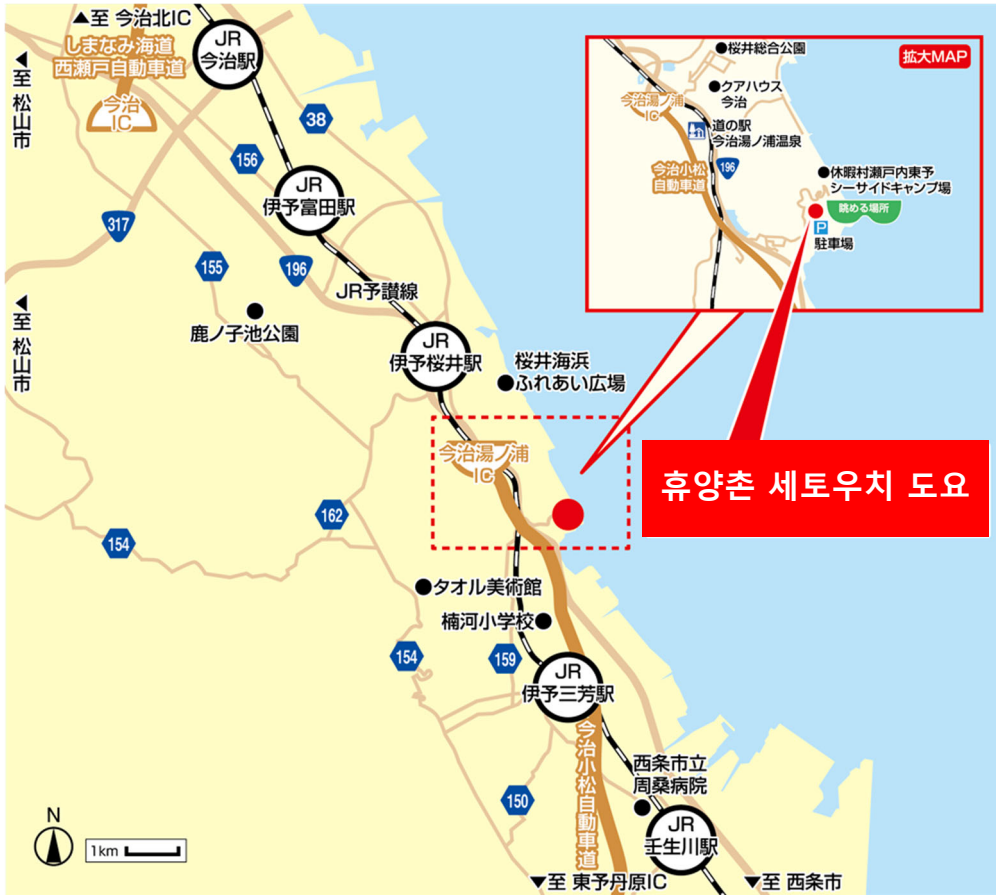 ▲至 今治北IC
しまなみ海道
西瀬戸自動車道
今治
IC
JR
今治駅
◀至 松山市
38
156
JR
伊予富田駅
317
155
196
JR予讃線
◀至 松山市
鹿ノ子池公園
JR
伊予桜井駅
桜井海浜
ふれあい広場
拡大MAP
桜井総合公園
クアハウス
今治
今治湯ノ浦
IC
道の駅
今治湯ノ浦温泉
196
今治小松
自動車道
休暇村瀬戸内東予
シーサイドキャンプ場
眺める場所
P
駐車場
휴양촌 세토우치 도요
今治湯ノ浦
IC
162
154
タオル美術館
楠河小学校
154
159
JR
伊予三芳駅
今治小松自動車道
西条市立
周桑病院
150
JR
壬生川駅
N
1km
▼至 東予丹原IC
▼至 西条市